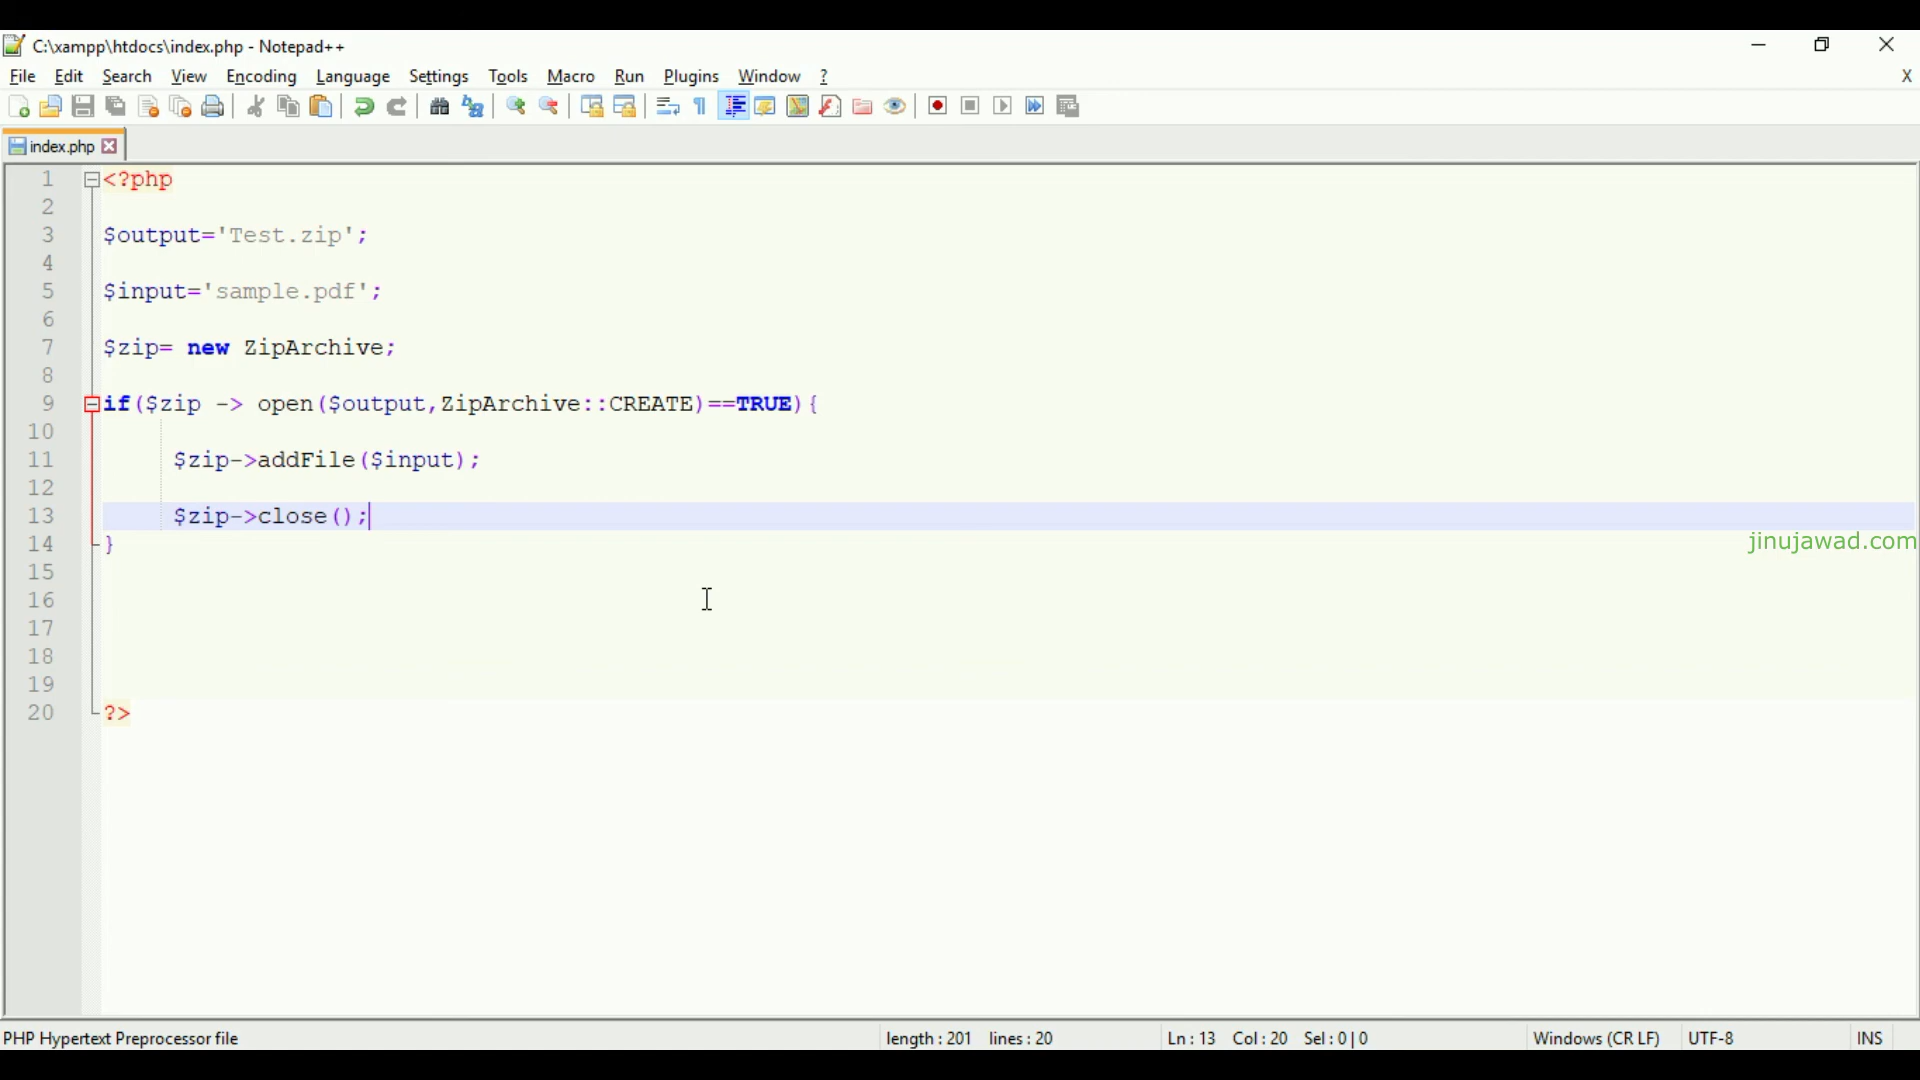 C:\xampp\htdocs\index.php - Notepad++
File Edit Search View Encoding Language Settings Tools Macro Run Plugins Window ?
X
index.php
1 <?php
2
3 $output='Test.zip';
4
5 $input='sample.pdf';
6
7 $zip= new ZipArchive;
8
9 if($zip -> open($output,ZipArchive::CREATE)==TRUE){
10
11 $zip->addFile($input);
12
13 $zip->close();
14 }
jinujawad.com
15
16
17
18
19
20 ?>
PHP Hypertext Preprocessor file length : 201 lines : 20 Ln : 13 Col : 20 Sel : 0 | 0 Windows (CR LF) UTF-8 INS